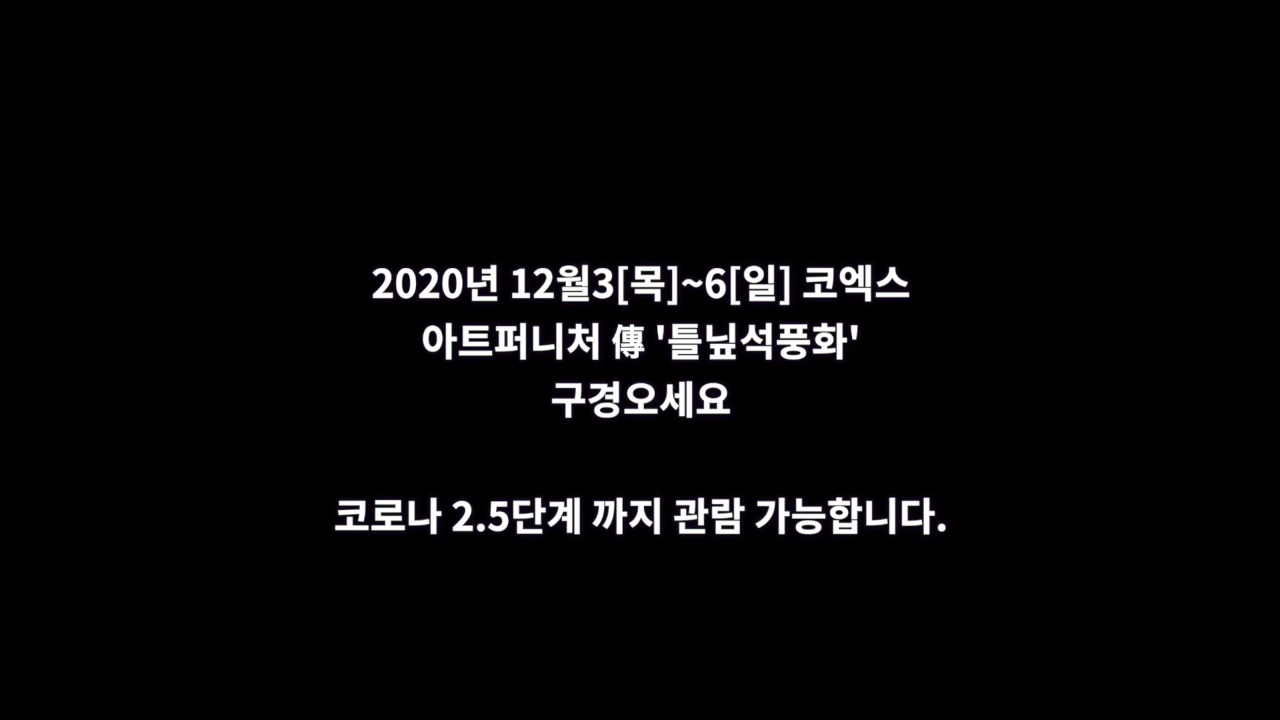 2020년 12월3[목]~6[일] 코엑스
아트퍼니처 傳 '틀닢석풍화'
구경오세요
코로나 2.5단계 까지 관람 가능합니다.